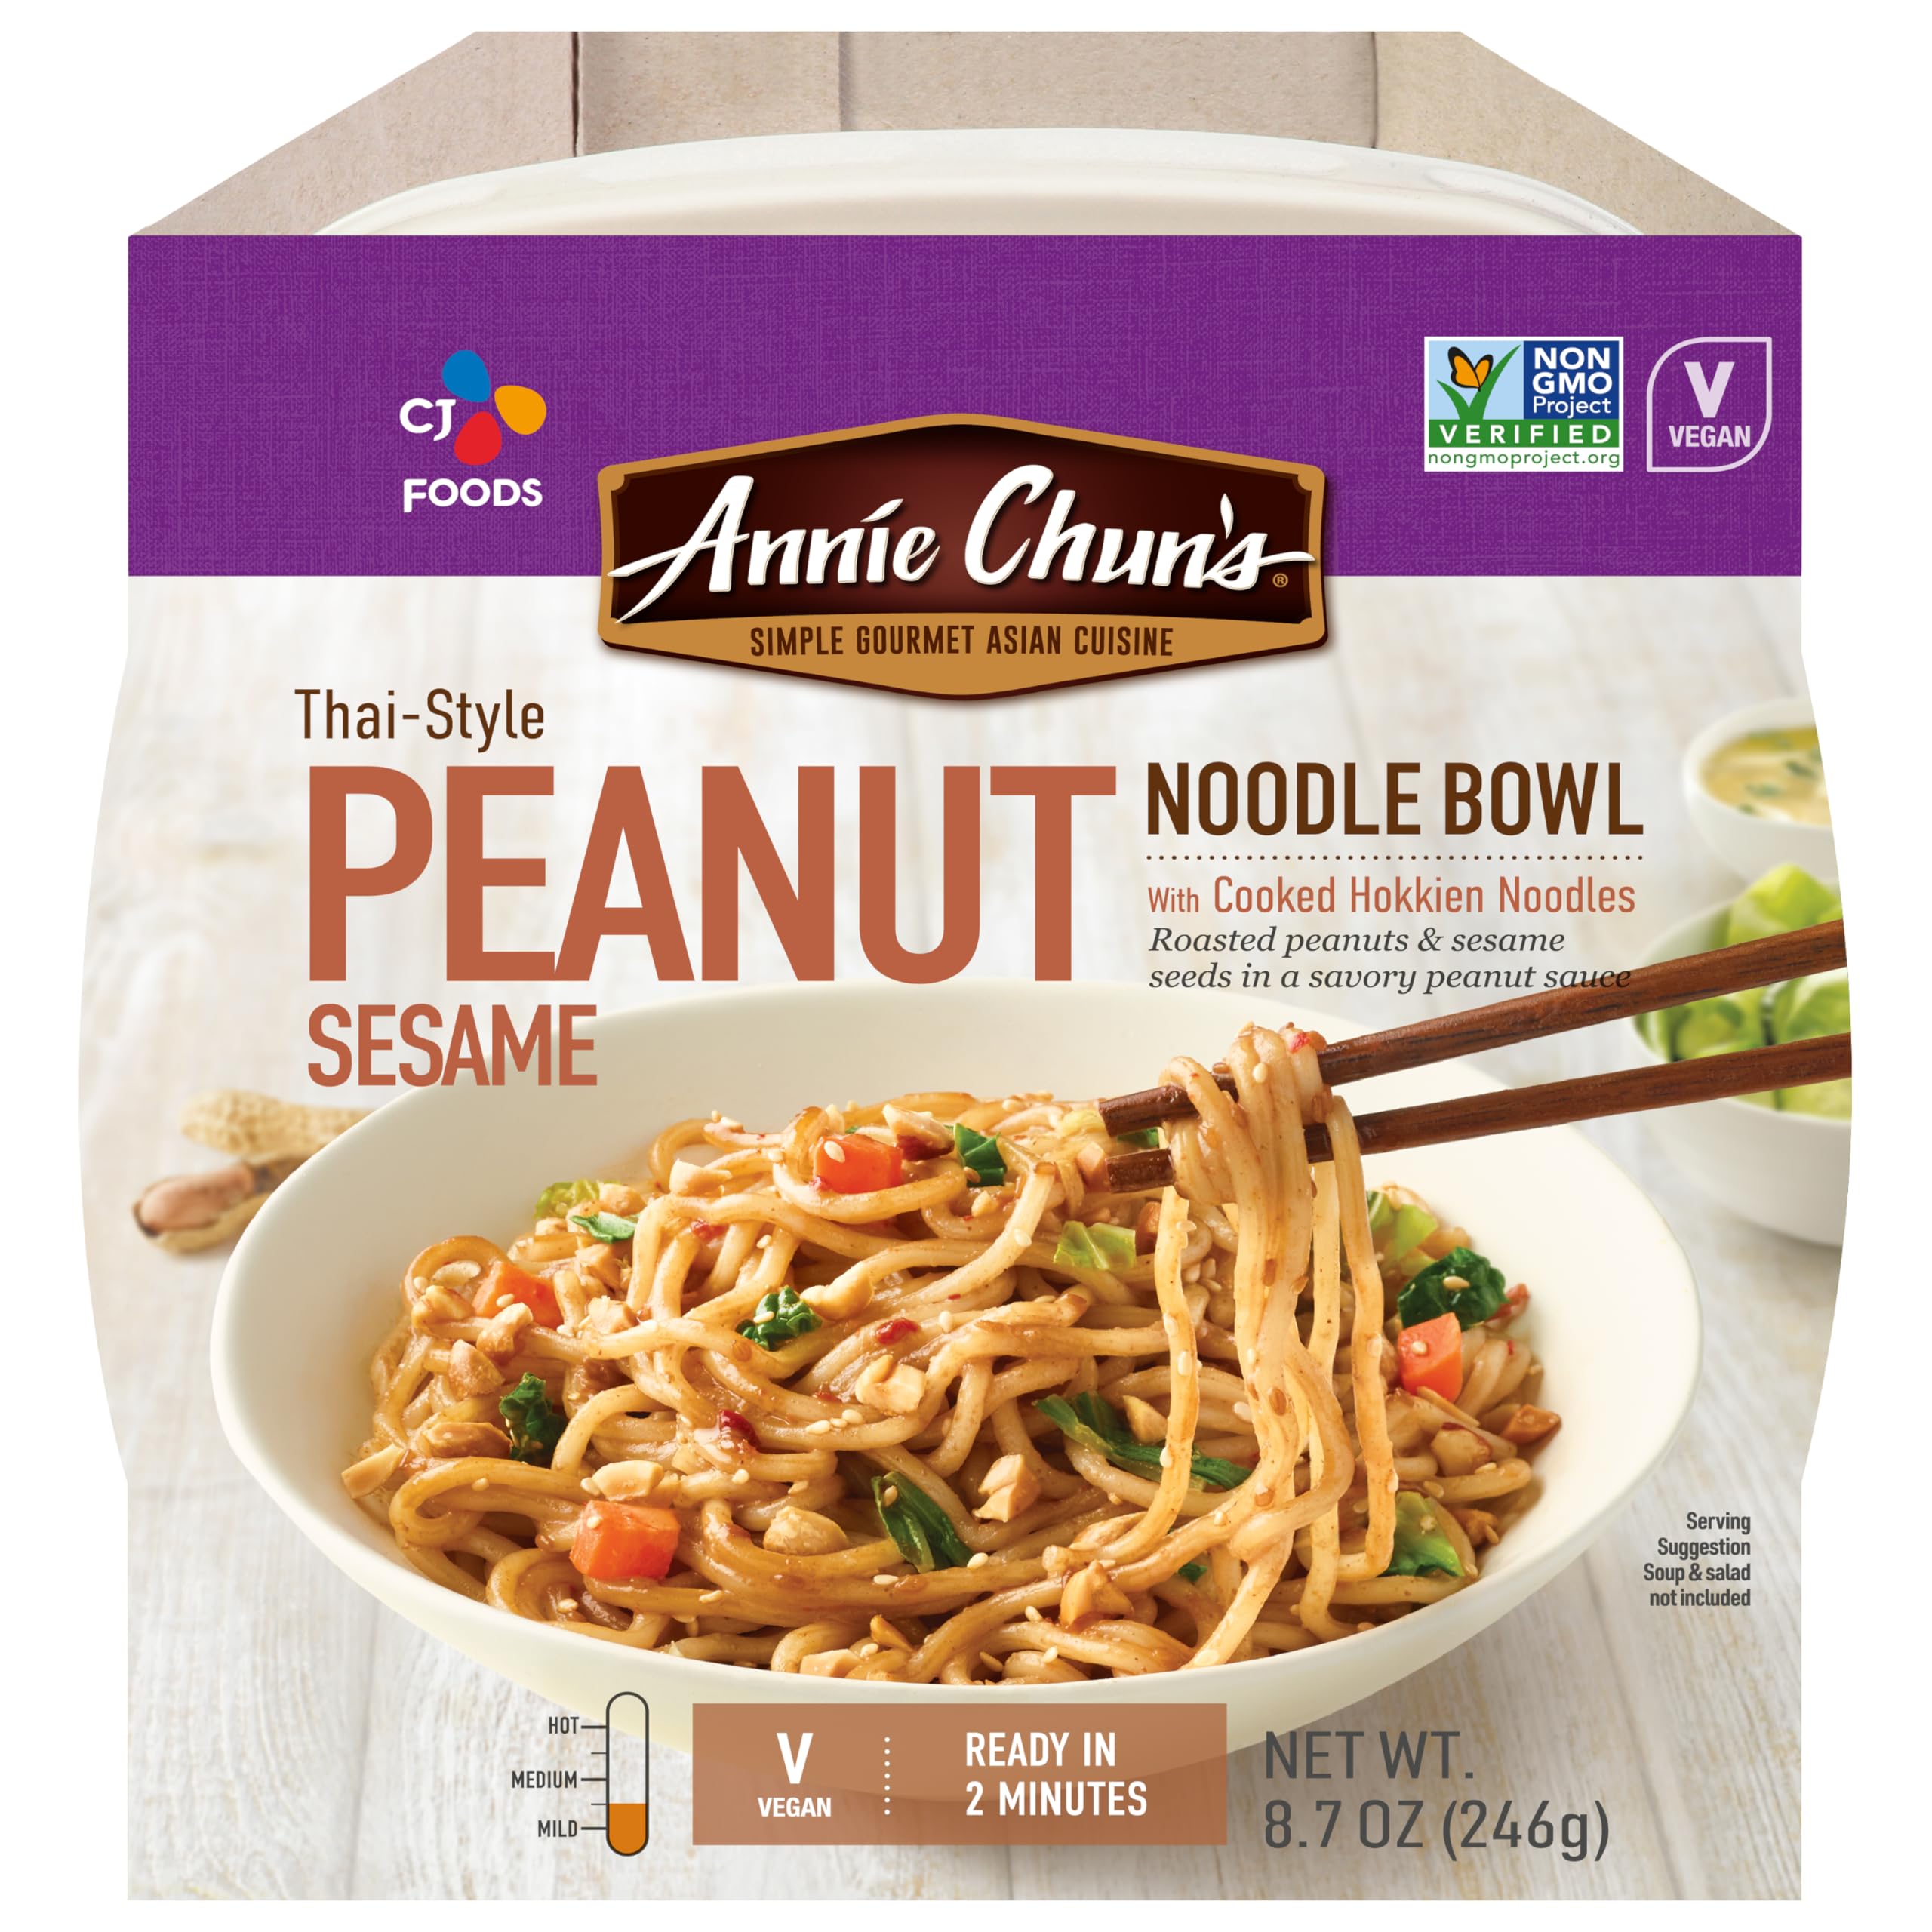 CJ
FOODS
NON
GMO
Project
VERIFIED
nongmoproject.org
V
VEGAN
Annie Chun's®
SIMPLE GOURMET ASIAN CUISINE
Thai-Style
PEANUT
SESAME
NOODLE BOWL
With Cooked Hokkien Noodles
Roasted peanuts & sesame
seeds in a savory peanut sauce
Serving
Suggestion
Soup & salad
not included
HOT
MEDIUM
MILD
V
VEGAN
READY IN
2 MINUTES
NET WT.
8.7 OZ (246g)